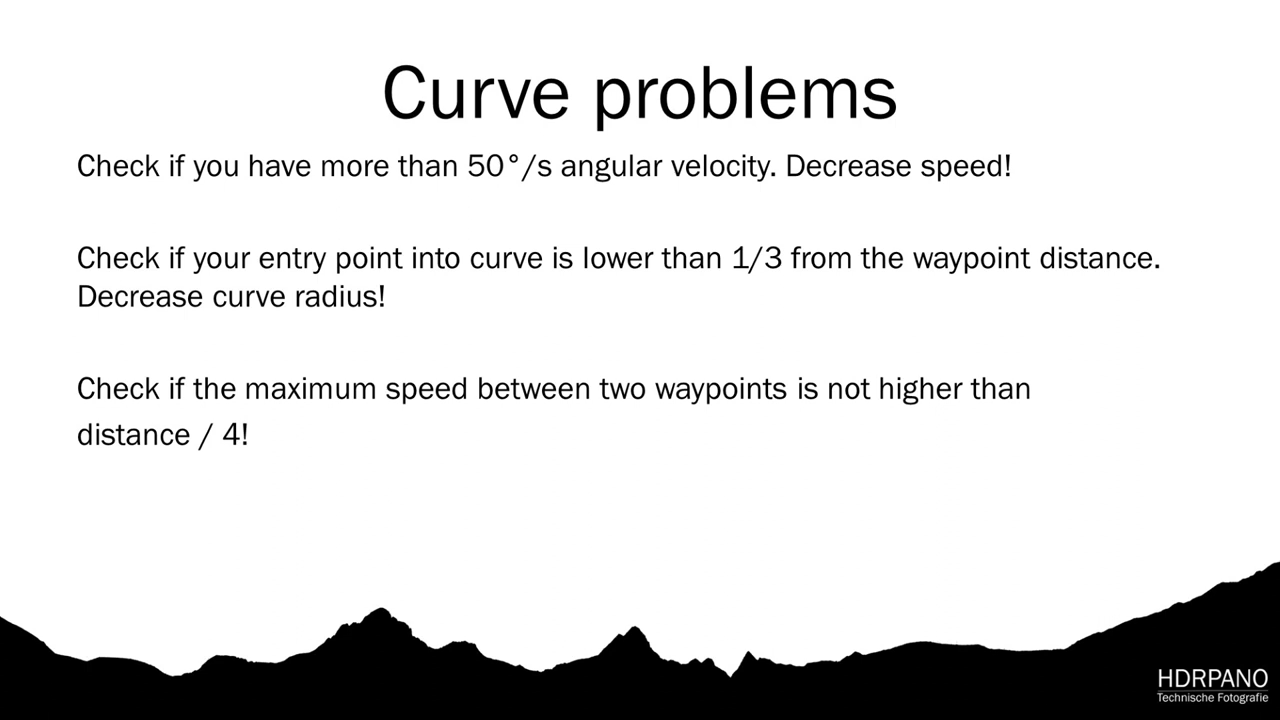 Curve problems
Check if you have more than 50°/s angular velocity. Decrease speed!
Check if your entry point into curve is lower than 1/3 from the waypoint distance.
Decrease curve radius!
Check if the maximum speed between two waypoints is not higher than
distance / 4!
HDRPANO
Technische Fotografie